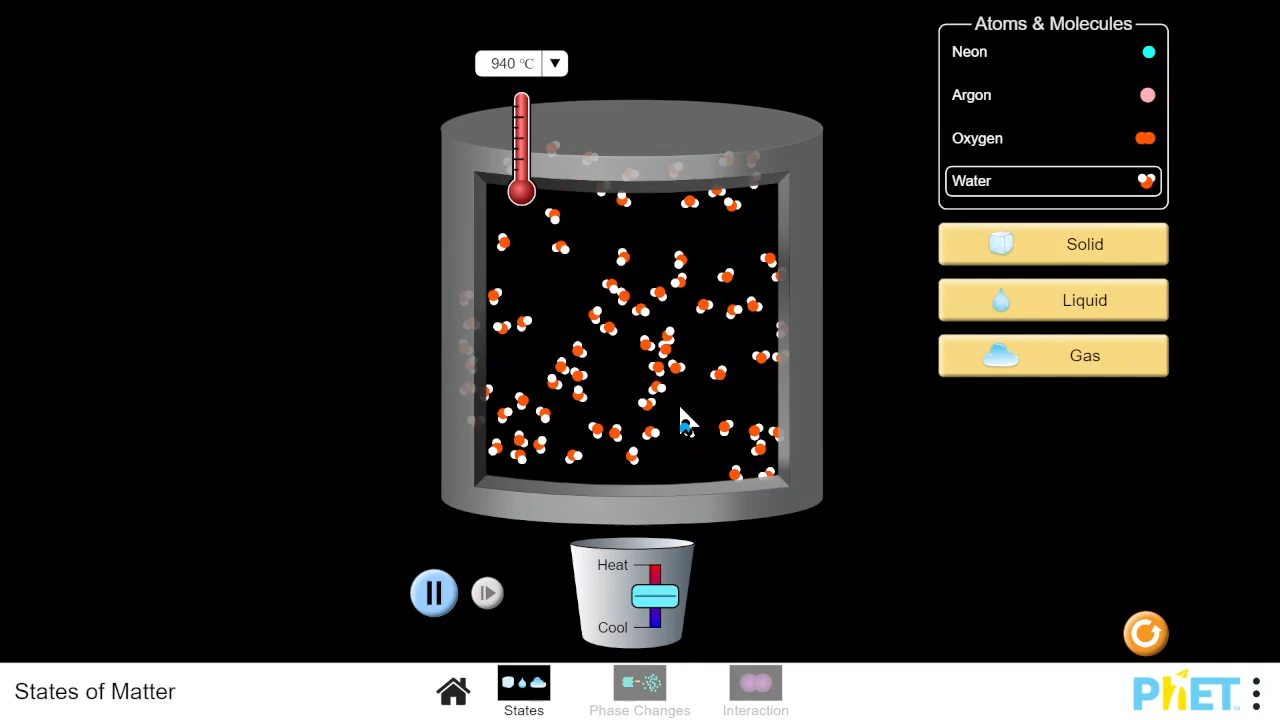 Atoms & Molecules
940 °C
Neon
Argon
Oxygen
Water
Solid
Liquid
Gas
Heat
Cool
States of Matter
States
Phase Changes
Interaction
PhET